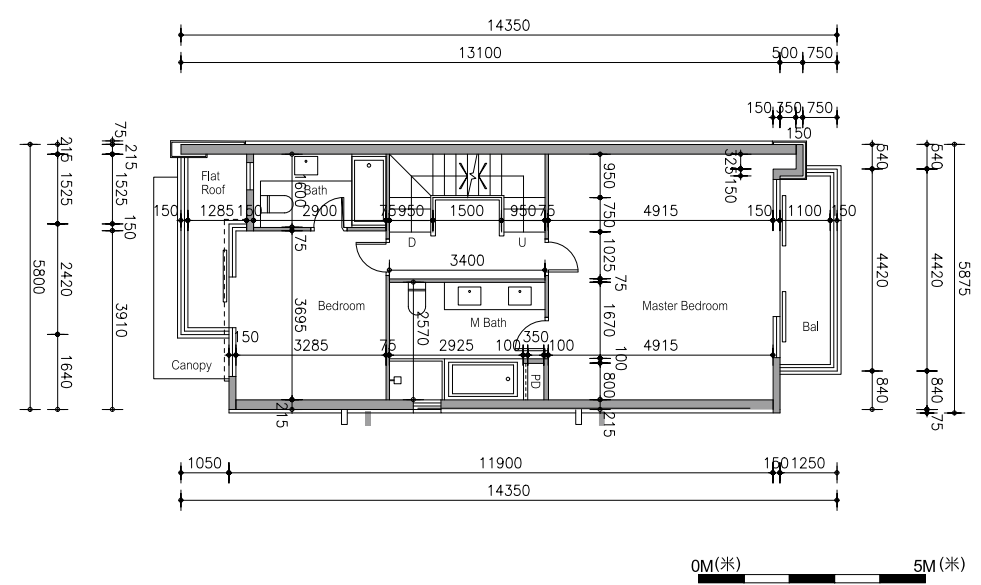 14350
13100 500 750
150 350 750
150
75
215
215
1525
1525
150
5800
2420
3910
1640
Flat
Roof
Bath
1600
325
150
950
540
540
150 1285 150 2900 75 950 1500 950 75 4915 150 1100 150
750
D
U
75
3400
1025
75
4420
4420
5875
Bedroom
3695
2570
M Bath
1670
Master Bedroom
Bal
150
350
3285 75 2925 100 100 4915
100
Canopy
PD
800
840
840
215
215
75
1050 11900 150 1250
14350
0M(米) 5M(米)